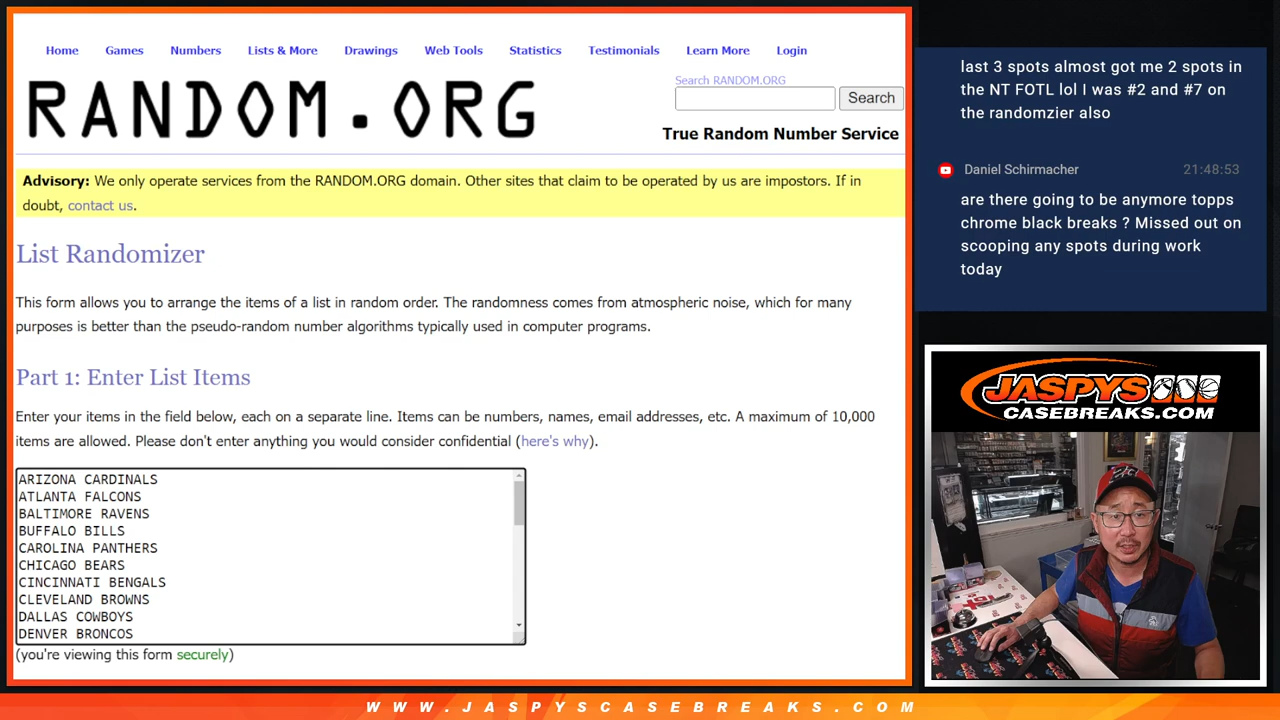 Home Games Numbers Lists & More Drawings Web Tools Statistics Testimonials Learn More Login
RANDOM.ORG
Search RANDOM.ORG
Search
True Random Number Service
Advisory: We only operate services from the RANDOM.ORG domain. Other sites that claim to be operated by us are impostors. If in
doubt, contact us.
List Randomizer
This form allows you to arrange the items of a list in random order. The randomness comes from atmospheric noise, which for many
purposes is better than the pseudo-random number algorithms typically used in computer programs.
Part 1: Enter List Items
Enter your items in the field below, each on a separate line. Items can be numbers, names, email addresses, etc. A maximum of 10,000
items are allowed. Please don't enter anything you would consider confidential (here's why).
ARIZONA CARDINALS
ATLANTA FALCONS
BALTIMORE RAVENS
BUFFALO BILLS
CAROLINA PANTHERS
CHICAGO BEARS
CINCINNATI BENGALS
CLEVELAND BROWNS
DALLAS COWBOYS
DENVER BRONCOS
(you're viewing this form securely)
last 3 spots almost got me 2 spots in
the NT FOTL lol I was #2 and #7 on
the randomzier also
Daniel Schirmacher 21:48:53
are there going to be anymore topps
chrome black breaks ? Missed out on
scooping any spots during work
today
JASPYS
CASEBREAKS.COM
WWW.JASPYSCASEBREAKS.COM